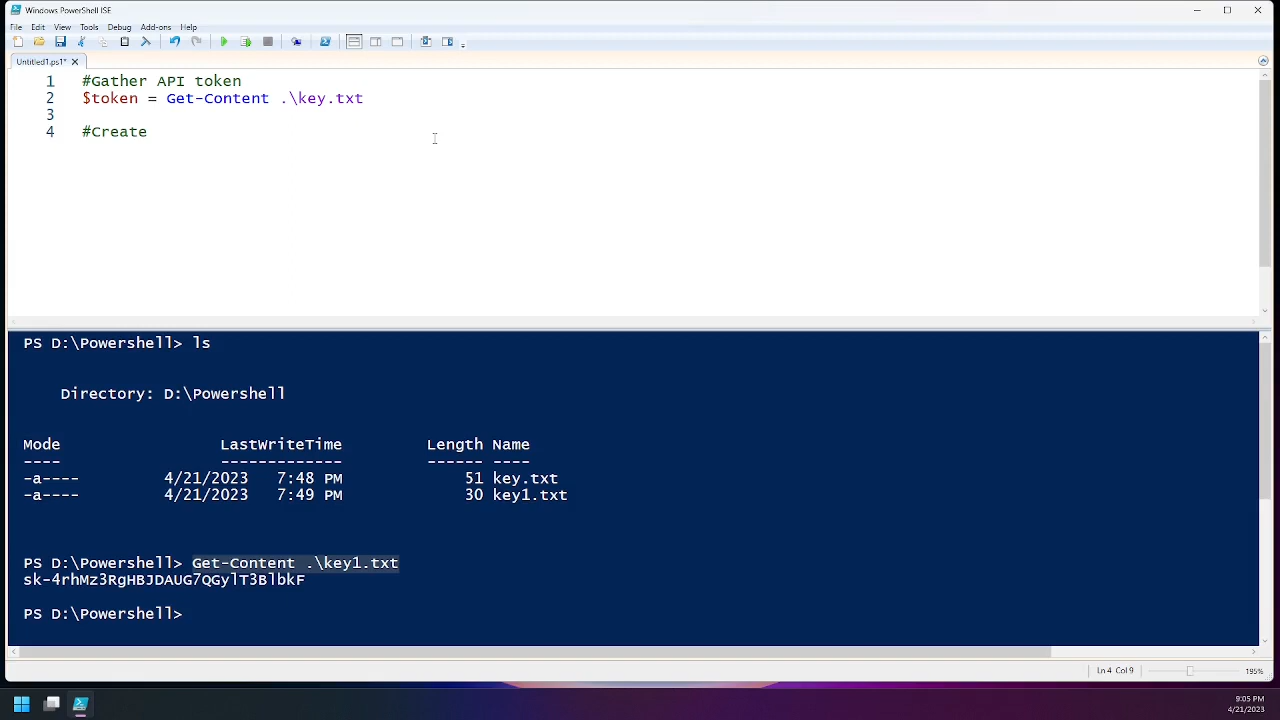 Windows PowerShell ISE
File Edit View Tools Debug Add-ons Help
Untitled1.ps1*
1 #Gather API token
2 $token = Get-Content .\key.txt
3
4 #Create
PS D:\Powershell> ls
Directory: D:\Powershell
Mode LastWriteTime Length Name
---- ------------- ------ ----
-a---- 4/21/2023 7:48 PM 51 key.txt
-a---- 4/21/2023 7:49 PM 30 key1.txt
PS D:\Powershell> Get-Content .\key1.txt
sk-4rhMz3RgHBJDAUG7QGylT3BlbkF
PS D:\Powershell>
Ln 4 Col 9 195%
9:05 PM
4/21/2023